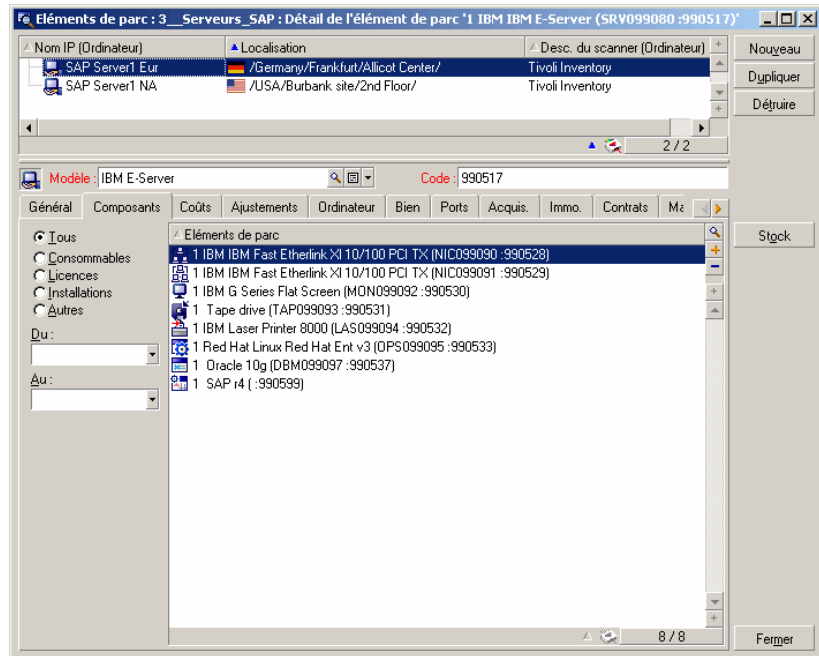 Eléments de parc : 3__Serveurs_SAP : Détail de l'élément de parc '1 IBM IBM E-Server (SRV099080 :990517)'
Nom IP (Ordinateur) Localisation Desc. du scanner (Ordinateur)
SAP Server1 Eur /Germany/Frankfurt/Allicot Center/ Tivoli Inventory
SAP Server1 NA /USA/Burbank site/2nd Floor/ Tivoli Inventory
2 / 2
Nouveau
Dupliquer
Détruire
Modèle : IBM E-Server Code : 990517
Général Composants Coûts Ajustements Ordinateur Bien Ports Acquis. Immo. Contrats Ma
Tous
Consommables
Licences
Installations
Autres
Du :
Au :
Eléments de parc
1 IBM IBM Fast Etherlink XI 10/100 PCI TX (NIC099090 :990528)
1 IBM IBM Fast Etherlink XI 10/100 PCI TX (NIC099091 :990529)
1 IBM G Series Flat Screen (MON099092 :990530)
1 Tape drive (TAP099093 :990531)
1 IBM Laser Printer 8000 (LAS099094 :990532)
1 Red Hat Linux Red Hat Ent v3 (OPS099095 :990533)
1 Oracle 10g (DBM099097 :990537)
1 SAP r4 ( :990599)
8 / 8
Stock
Fermer